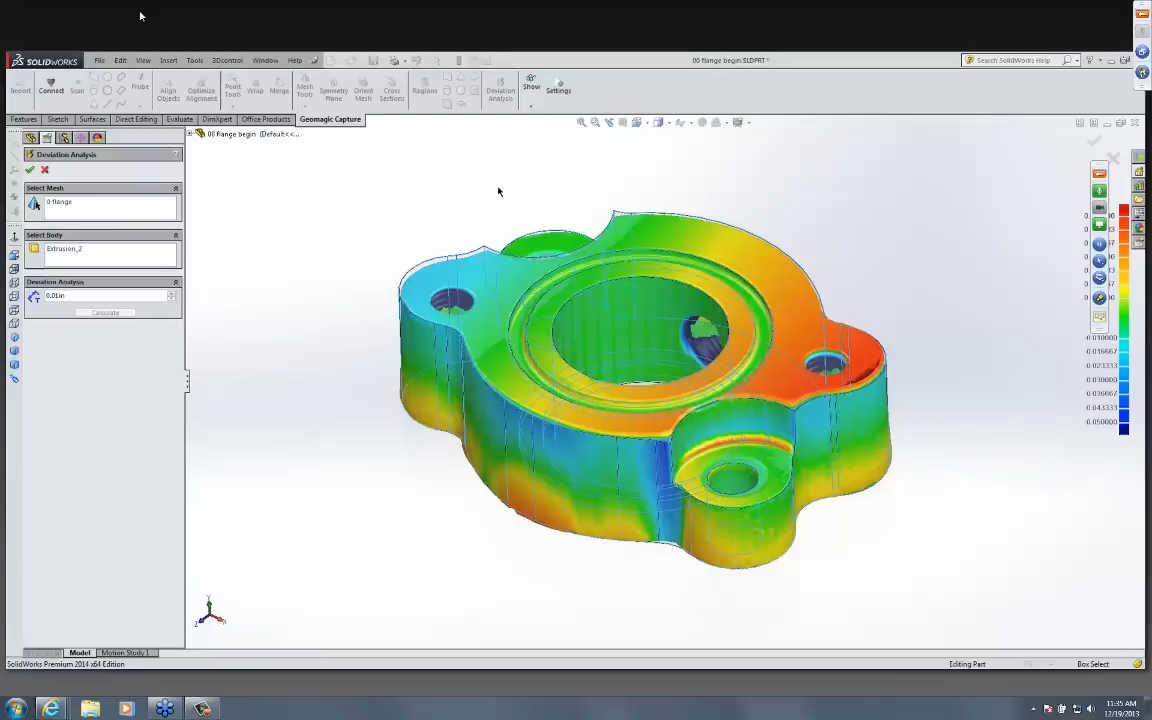 SOLIDWORKS File Edit View Insert Tools 3Dcontrol Window Help 00 flange begin.SLDPRT * Search SolidWorks Help
Import Connect Scan Probe Align Objects Optimize Alignment Point Tools Wrap Merge Mesh Tools Symmetry Plane Orient Mesh Cross Sections Regions Deviation Analysis Show Settings
Features Sketch Surfaces Direct Editing Evaluate DimXpert Office Products Geomagic Capture
00 flange begin (Default<<...
Deviation Analysis ?
Select Mesh
0 flange
Select Body
Extrusion_2
Deviation Analysis
0.01in
Calculate
-0.010000
-0.016667
-0.023333
-0.030000
-0.036667
-0.043333
-0.050000
Y
Z X
Model Motion Study 1
SolidWorks Premium 2014 x64 Edition Editing Part Box Select
11:35 AM
12/19/2013